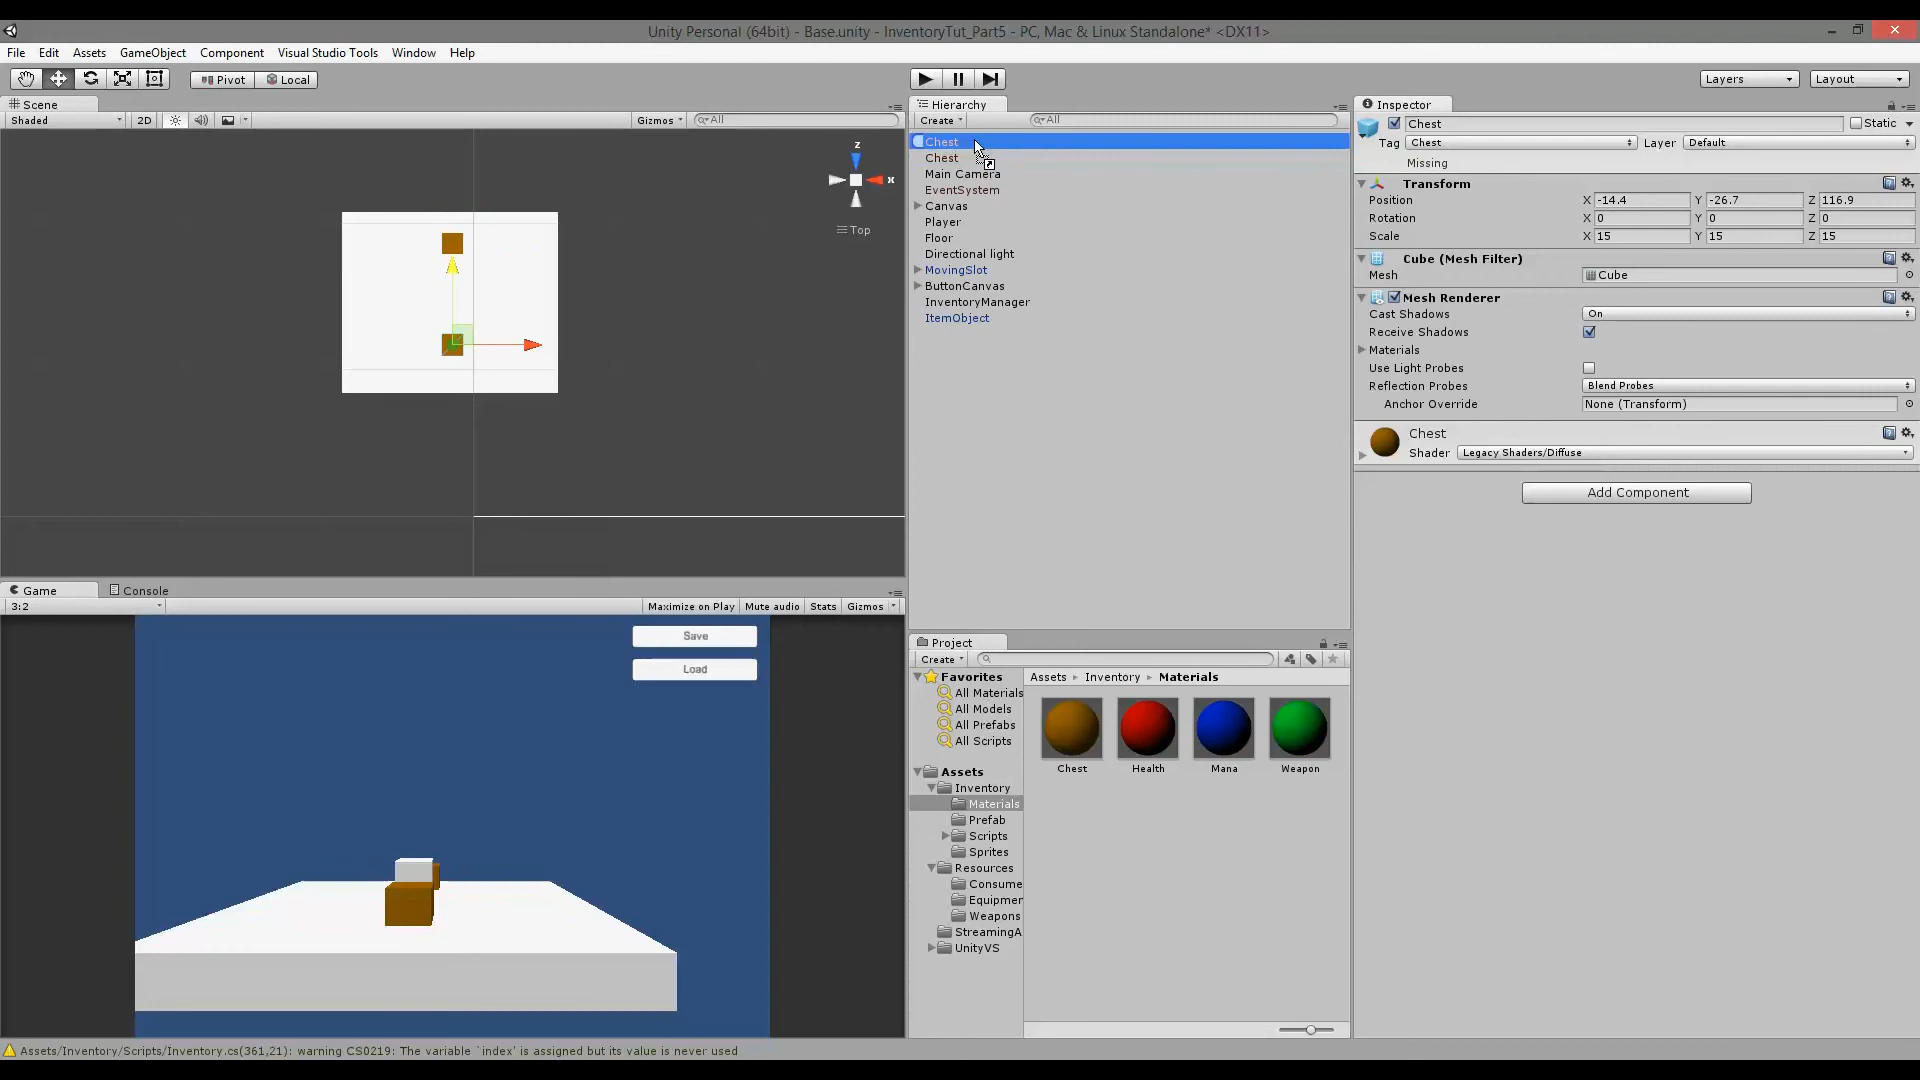 Unity Personal (64bit) - Base.unity - InventoryTut_Part5 - PC, Mac & Linux Standalone* <DX11>
File Edit Assets GameObject Component Visual Studio Tools Window Help
Pivot Local Layers Layout
Scene
Shaded 2D Gizmos All
z
x
Top
Hierarchy
Create All
Chest
Chest
Main Camera
EventSystem
Canvas
Player
Floor
Directional light
MovingSlot
ButtonCanvas
InventoryManager
ItemObject
Inspector
Chest Static
Tag Chest Layer Default
Missing
Transform
Position X -14.4 Y -26.7 Z 116.9
Rotation X 0 Y 0 Z 0
Scale X 15 Y 15 Z 15
Cube (Mesh Filter)
Mesh Cube
Mesh Renderer
Cast Shadows On
Receive Shadows
Materials
Use Light Probes
Reflection Probes Blend Probes
Anchor Override None (Transform)
Chest
Shader Legacy Shaders/Diffuse
Add Component
Game Console
3:2 Maximize on Play Mute audio Stats Gizmos
Save
Load
Project
Create
Favorites
All Materials
All Models
All Prefabs
All Scripts
Assets
Inventory
Materials
Prefab
Scripts
Sprites
Resources
Consume
Equipmer
Weapons
StreamingA
UnityVS
Assets Inventory Materials
Chest Health Mana Weapon
Assets/Inventory/Scripts/Inventory.cs(361,21): warning CS0219: The variable `index' is assigned but its value is never used